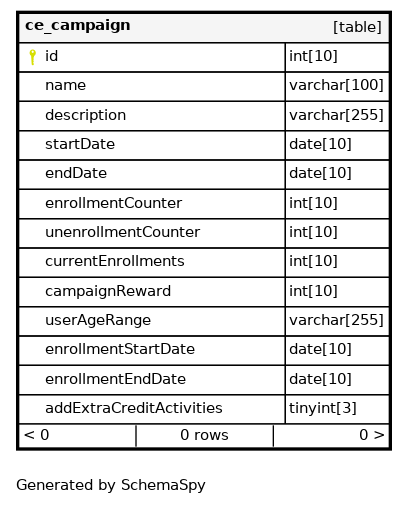 ce_campaign [table]
id int[10]
name varchar[100]
description varchar[255]
startDate date[10]
endDate date[10]
enrollmentCounter int[10]
unenrollmentCounter int[10]
currentEnrollments int[10]
campaignReward int[10]
userAgeRange varchar[255]
enrollmentStartDate date[10]
enrollmentEndDate date[10]
addExtraCreditActivities tinyint[3]
< 0 0 rows 0 >
Generated by SchemaSpy